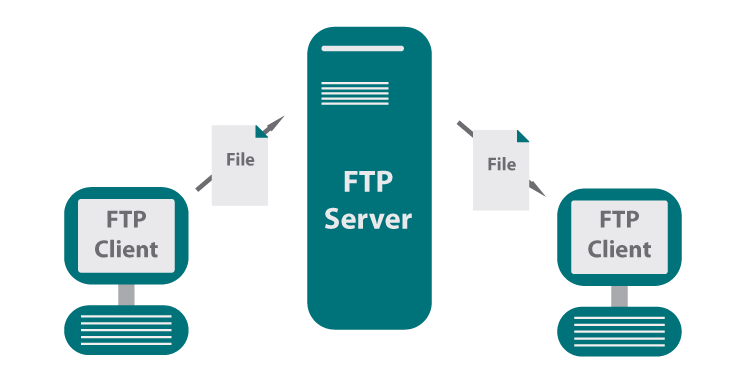 File
File
FTP
Server
FTP
Client
FTP
Client